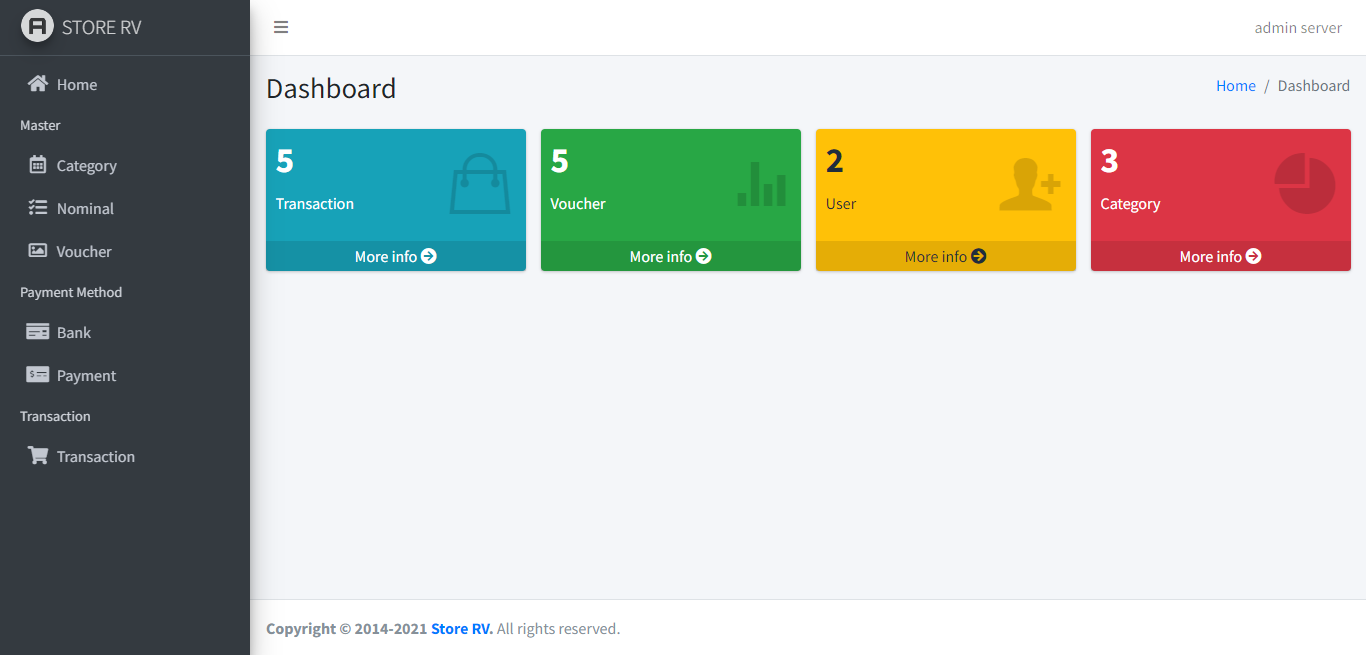 STORE RV
admin server
Home
Master
Category
Nominal
Voucher
Payment Method
Bank
Payment
Transaction
Transaction
Dashboard
Home / Dashboard
5
Transaction
More info
5
Voucher
More info
2
User
More info
3
Category
More info
Copyright © 2014-2021 Store RV. All rights reserved.